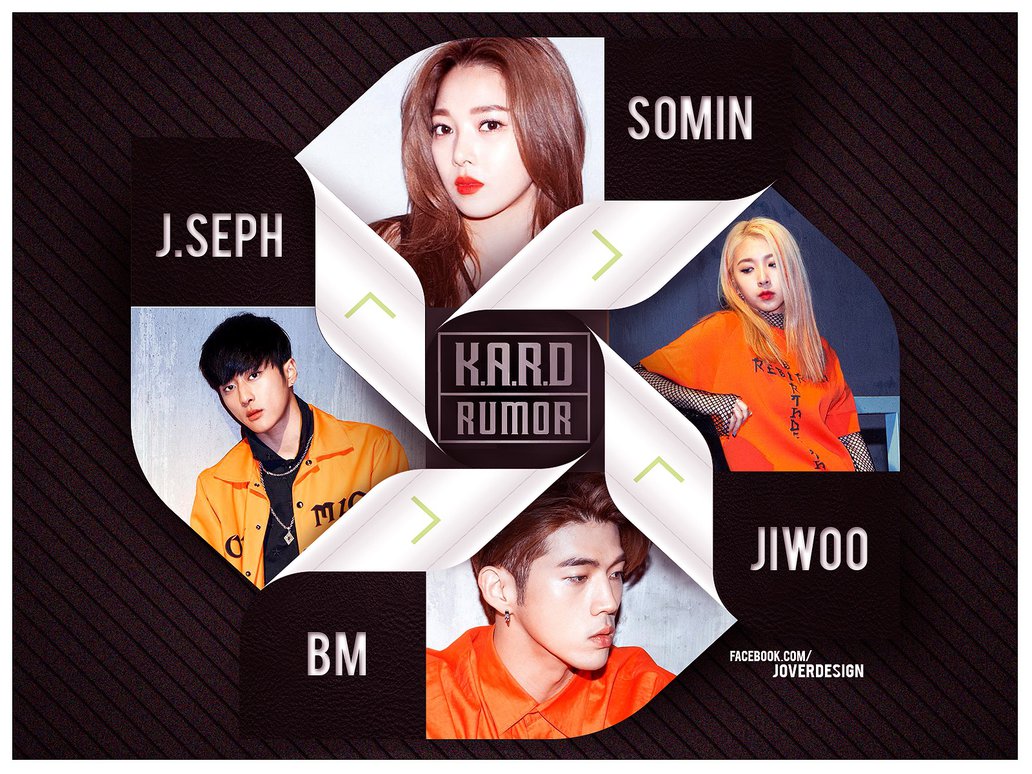 SOMIN
J.SEPH
K.A.R.D
RUMOR
JIWOO
BM
FACEBOOK.COM/
JOVERDESIGN